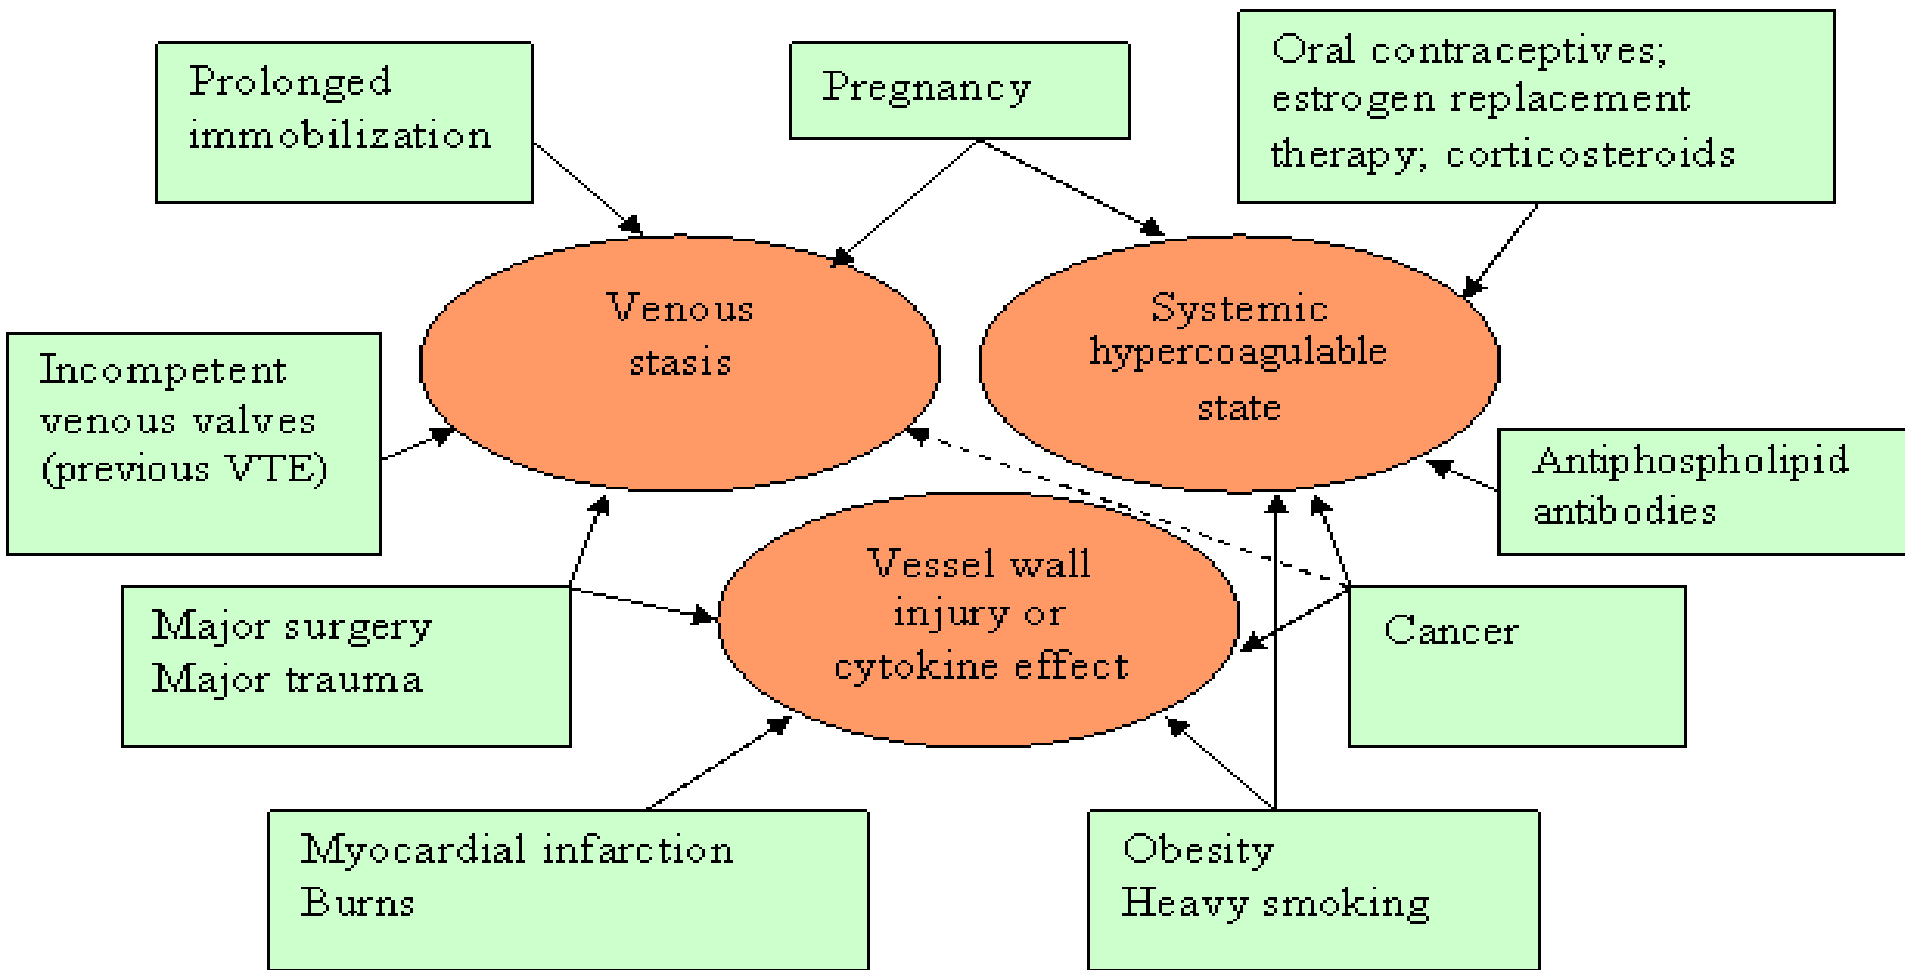 Prolonged
immobilization
Pregnancy
Oral contraceptives;
estrogen replacement
therapy; corticosteroids
Venous
stasis
Systemic
hypercoagulable
state
Incompetent
venous valves
(previous VTE)
Antiphospholipid
antibodies
Vessel wall
injury or
cytokine effect
Major surgery
Major trauma
Cancer
Myocardial infarction
Burns
Obesity
Heavy smoking